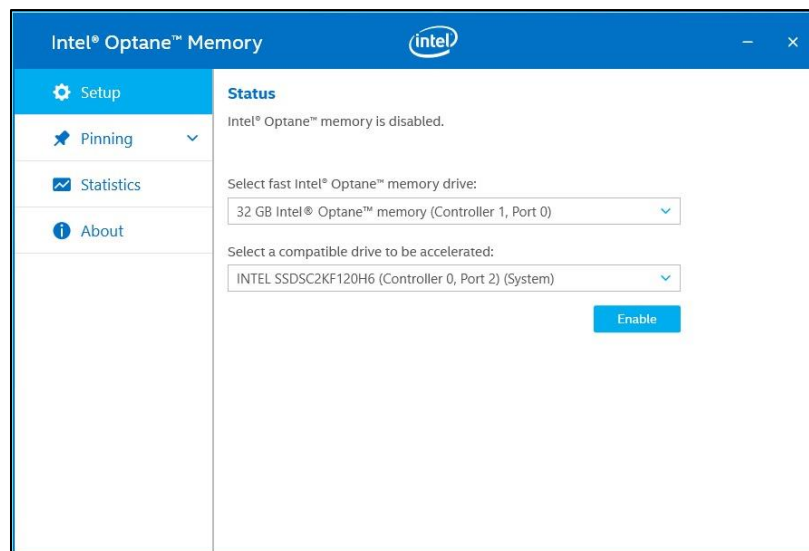 Intel® Optane™ Memory
intel
Setup
Pinning
Statistics
About
Status
Intel® Optane™ memory is disabled.
Select fast Intel® Optane™ memory drive:
32 GB Intel® Optane™ memory (Controller 1, Port 0)
Select a compatible drive to be accelerated:
INTEL SSDSC2KF120H6 (Controller 0, Port 2) (System)
Enable